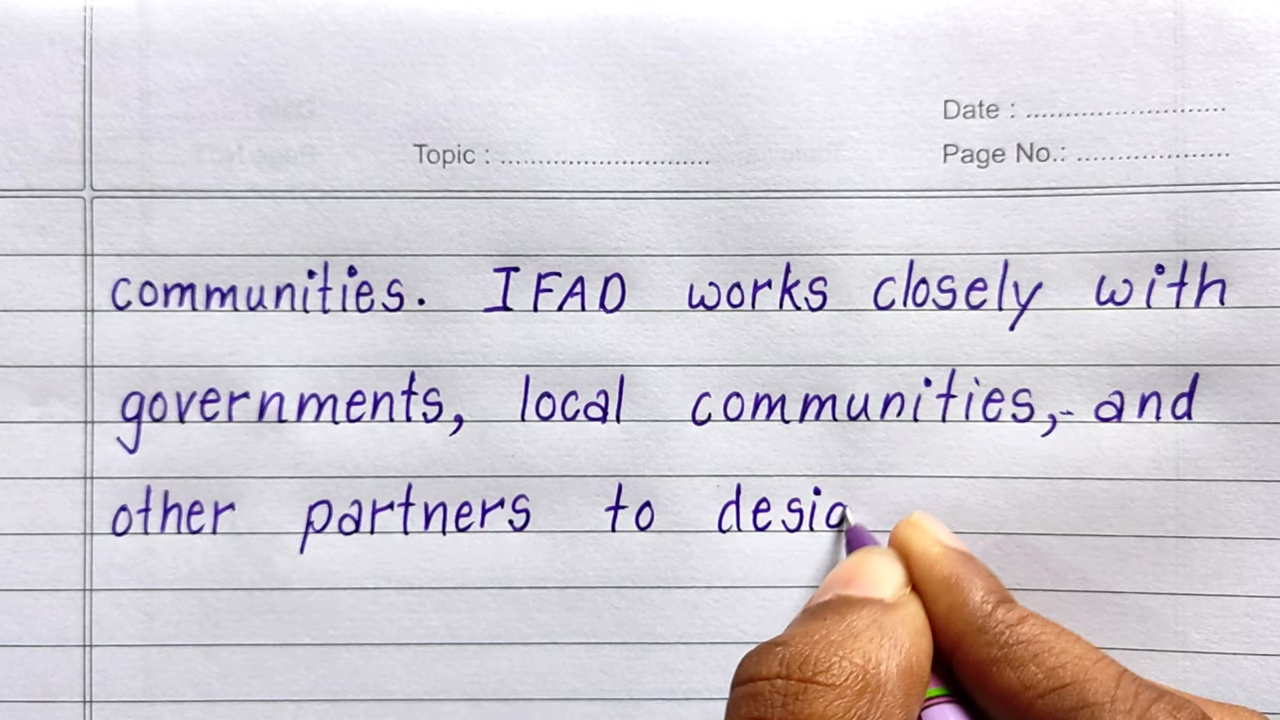 Date : ..........................
Topic : ............................
Page No.: ....................
communities. IFAD works closely with
governments, local communities, and
other partners to desig